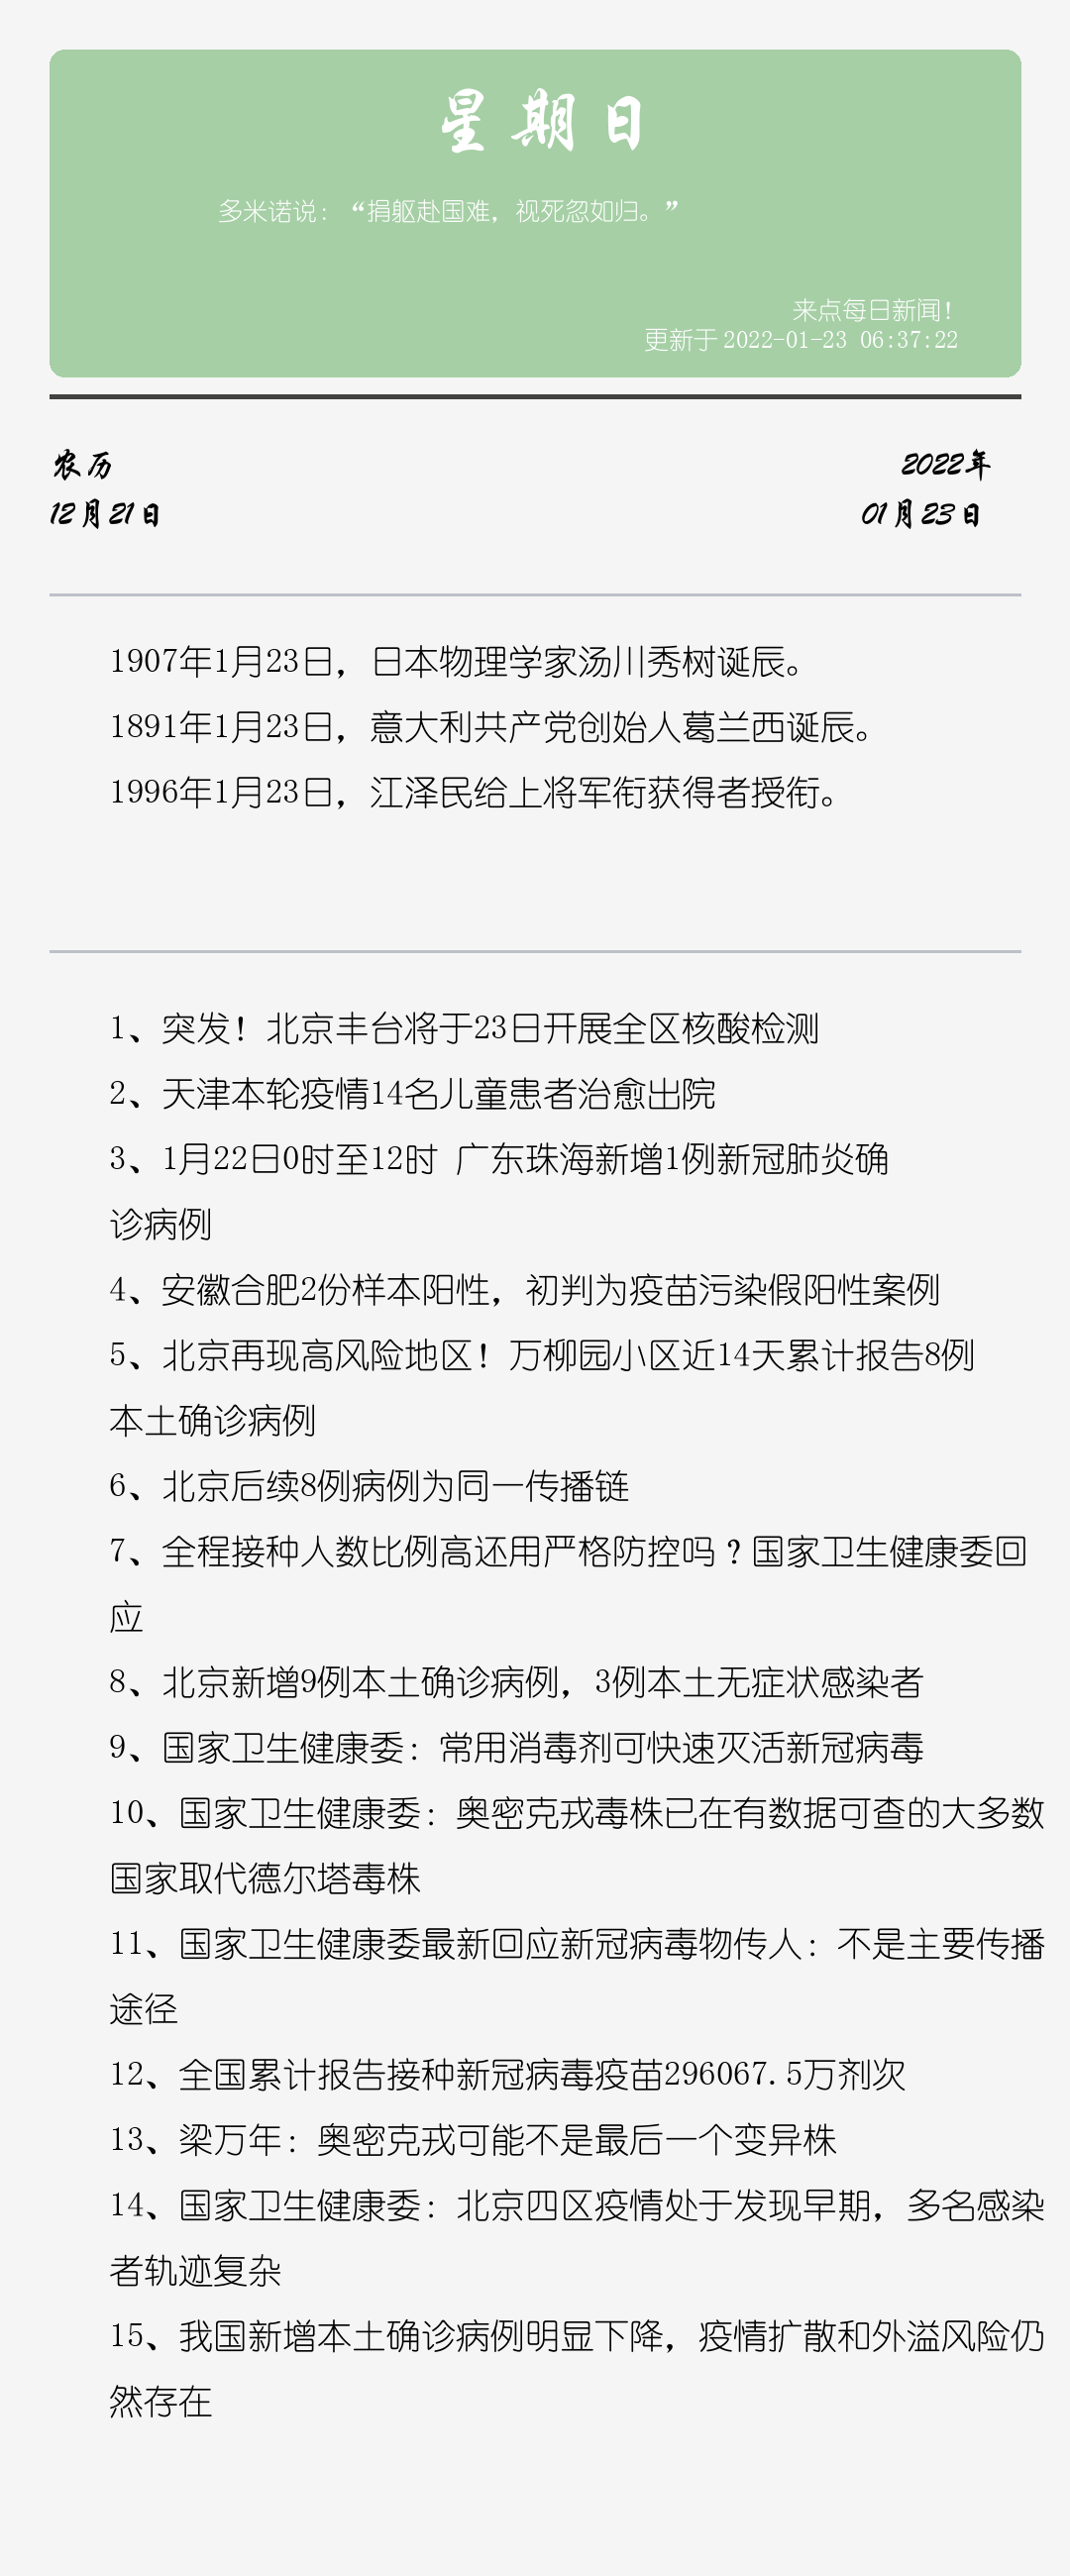 星期日
多米诺说：“捐躯赴国难，视死忽如归。”
来点每日新闻！
更新于 2022-01-23 06:37:22
农历
2022年
12月21日
01月23日
1907年1月23日，日本物理学家汤川秀树诞辰。
1891年1月23日，意大利共产党创始人葛兰西诞辰。
1996年1月23日，江泽民给上将军衔获得者授衔。
1、突发！北京丰台将于23日开展全区核酸检测
2、天津本轮疫情14名儿童患者治愈出院
3、1月22日0时至12时 广东珠海新增1例新冠肺炎确
诊病例
4、安徽合肥2份样本阳性，初判为疫苗污染假阳性案例
5、北京再现高风险地区！万柳园小区近14天累计报告8例
本土确诊病例
6、北京后续8例病例为同一传播链
7、全程接种人数比例高还用严格防控吗？国家卫生健康委回
应
8、北京新增9例本土确诊病例，3例本土无症状感染者
9、国家卫生健康委：常用消毒剂可快速灭活新冠病毒
10、国家卫生健康委：奥密克戎毒株已在有数据可查的大多数
国家取代德尔塔毒株
11、国家卫生健康委最新回应新冠病毒物传人：不是主要传播
途径
12、全国累计报告接种新冠病毒疫苗296067.5万剂次
13、梁万年：奥密克戎可能不是最后一个变异株
14、国家卫生健康委：北京四区疫情处于发现早期，多名感染
者轨迹复杂
15、我国新增本土确诊病例明显下降，疫情扩散和外溢风险仍
然存在